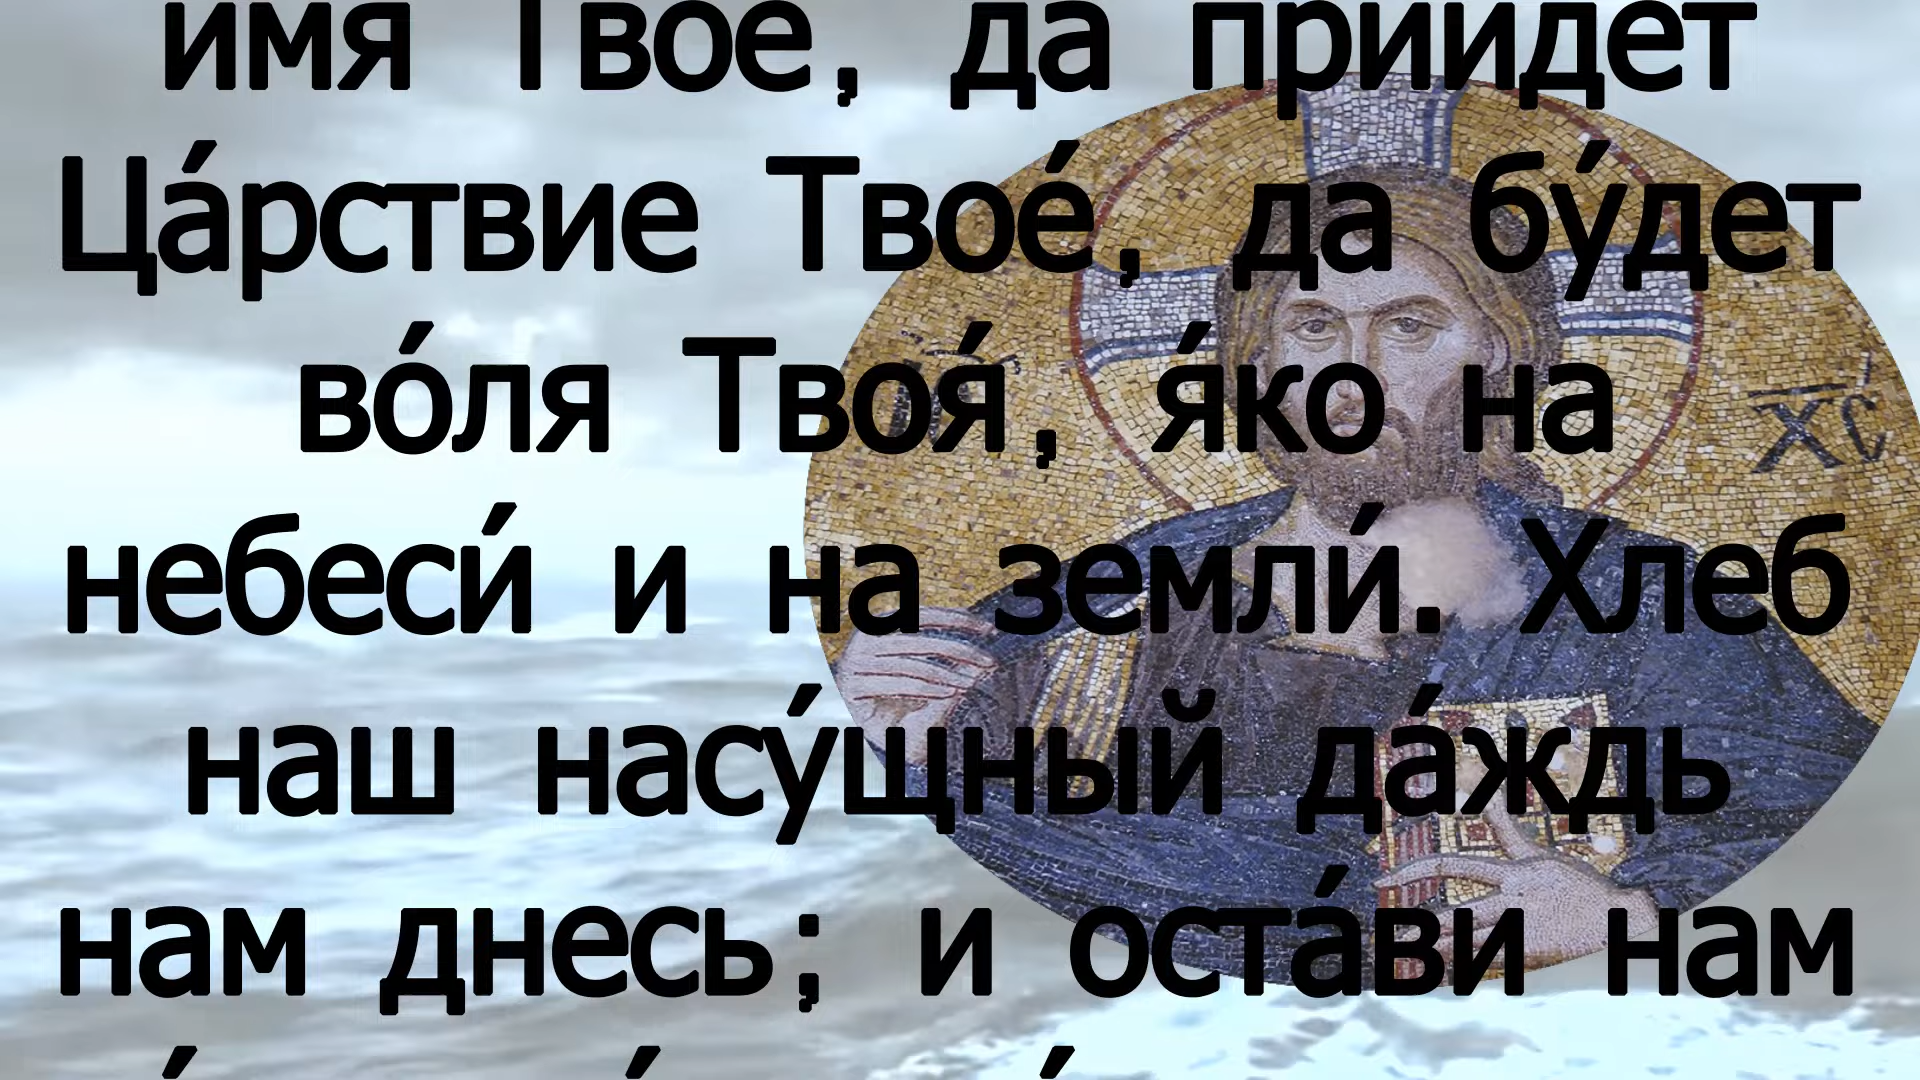 имя Твое, да приидет
Ца́рствие Твое́, да бу́дет
во́ля Твоя́, я́ко на
небеси́ и на земли́. Хлеб
наш насу́щный да́ждь
нам днесь; и оста́ви нам
ХС